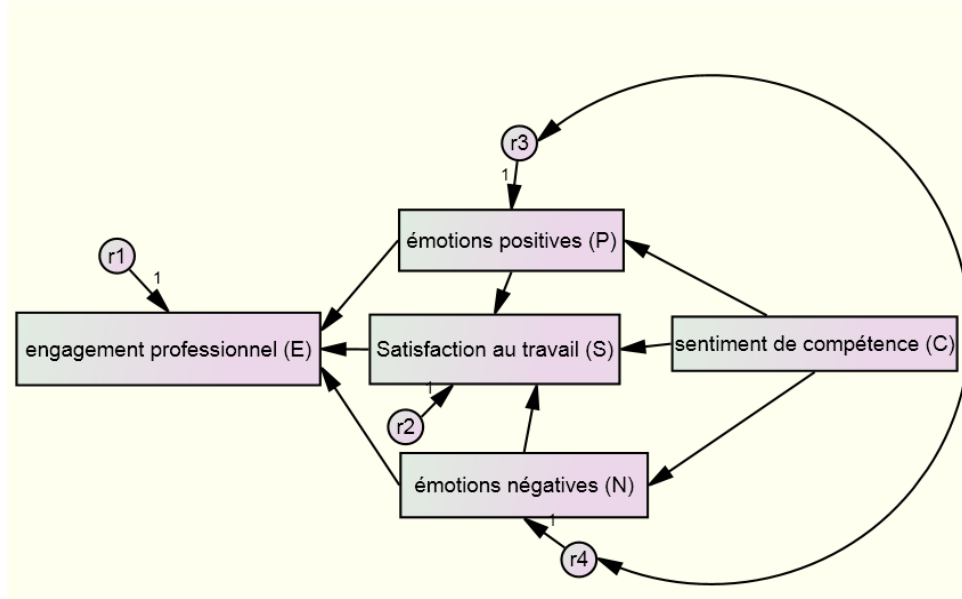 r3
1
émotions positives (P)
r1
1
engagement professionnel (E)
Satisfaction au travail (S)
sentiment de compétence (C)
1
r2
émotions négatives (N)
1
r4